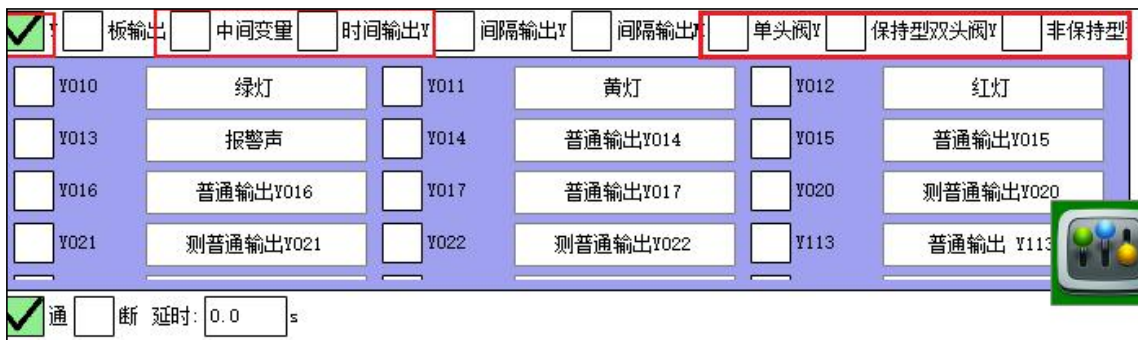 Y 板输出 中间变量 时间输出Y 间隔输出Y 间隔输出M 单头阀Y 保持型双头阀Y 非保持型
Y010 绿灯 Y011 黄灯 Y012 红灯
Y013 报警声 Y014 普通输出Y014 Y015 普通输出Y015
Y016 普通输出Y016 Y017 普通输出Y017 Y020 测普通输出Y020
Y021 测普通输出Y021 Y022 测普通输出Y022 Y113 普通输出 Y113
通 断 延时: 0.0 s